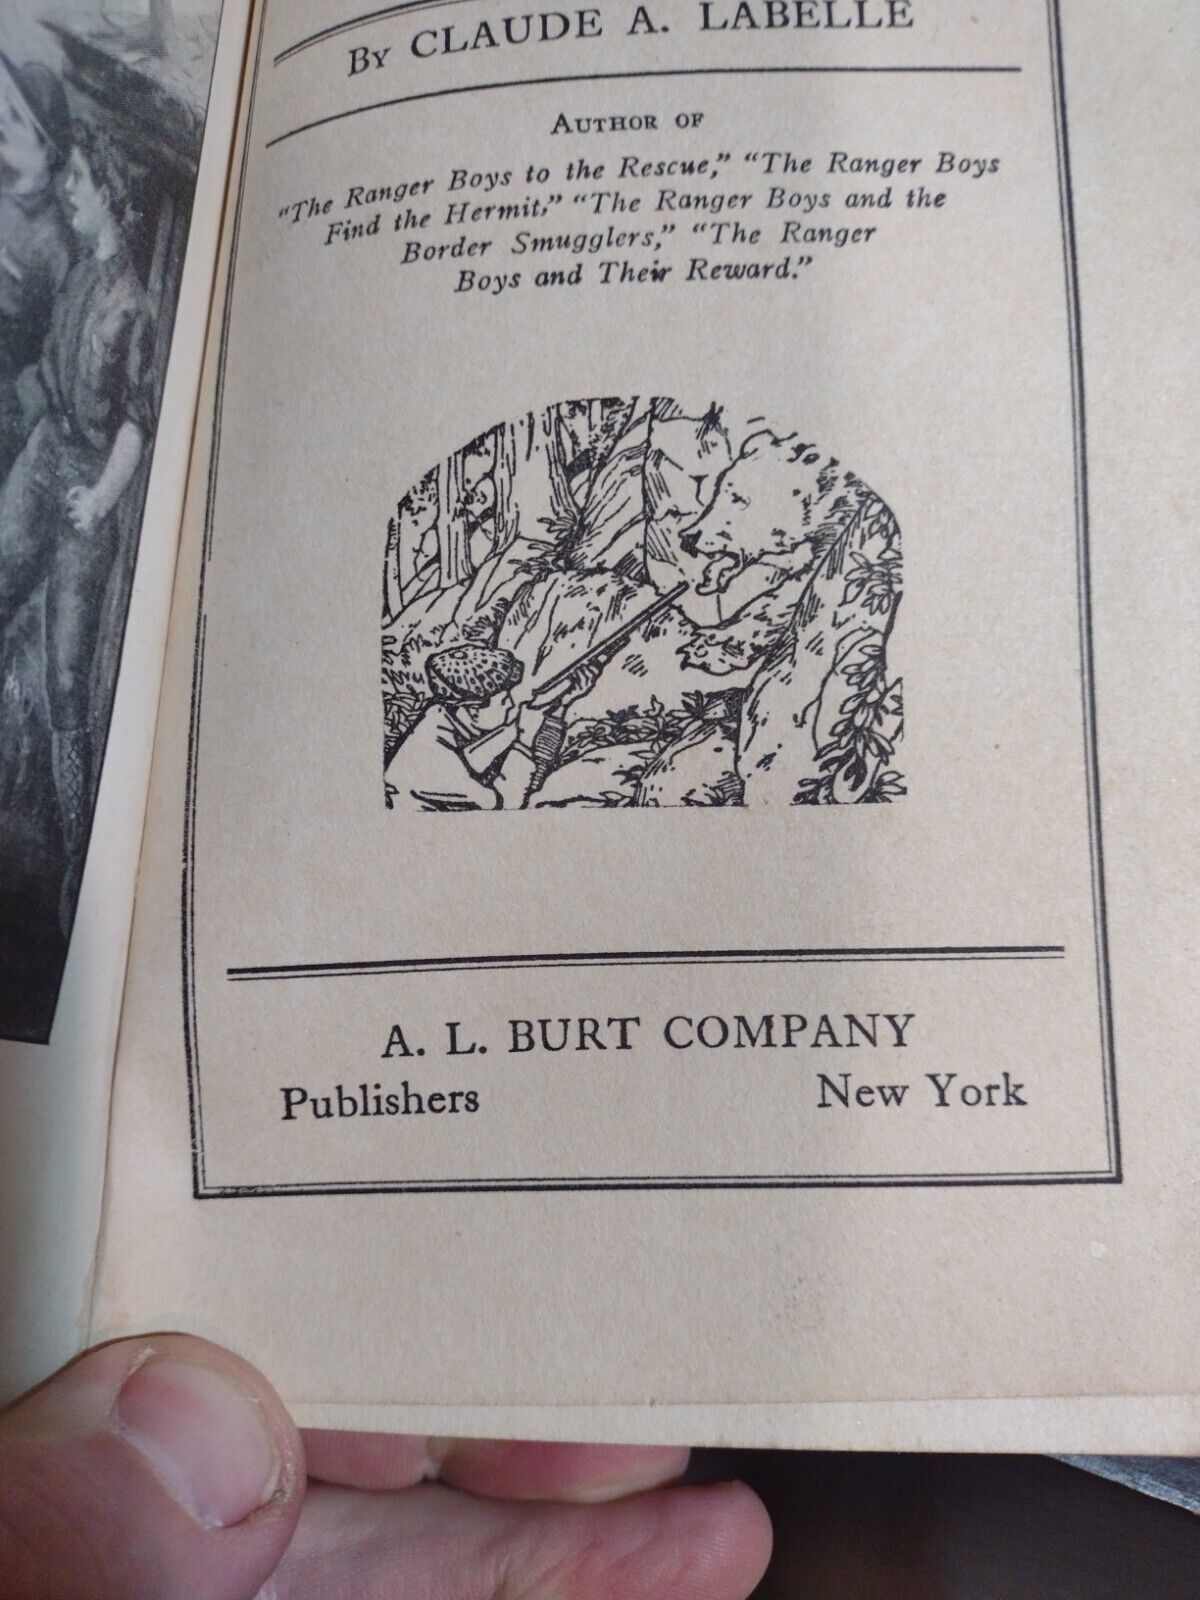 By CLAUDE A. LABELLE
AUTHOR OF
"The Ranger Boys to the Rescue," "The Ranger Boys
Find the Hermit," "The Ranger Boys and the
Border Smugglers," "The Ranger
Boys and Their Reward."
A. L. BURT COMPANY
Publishers New York